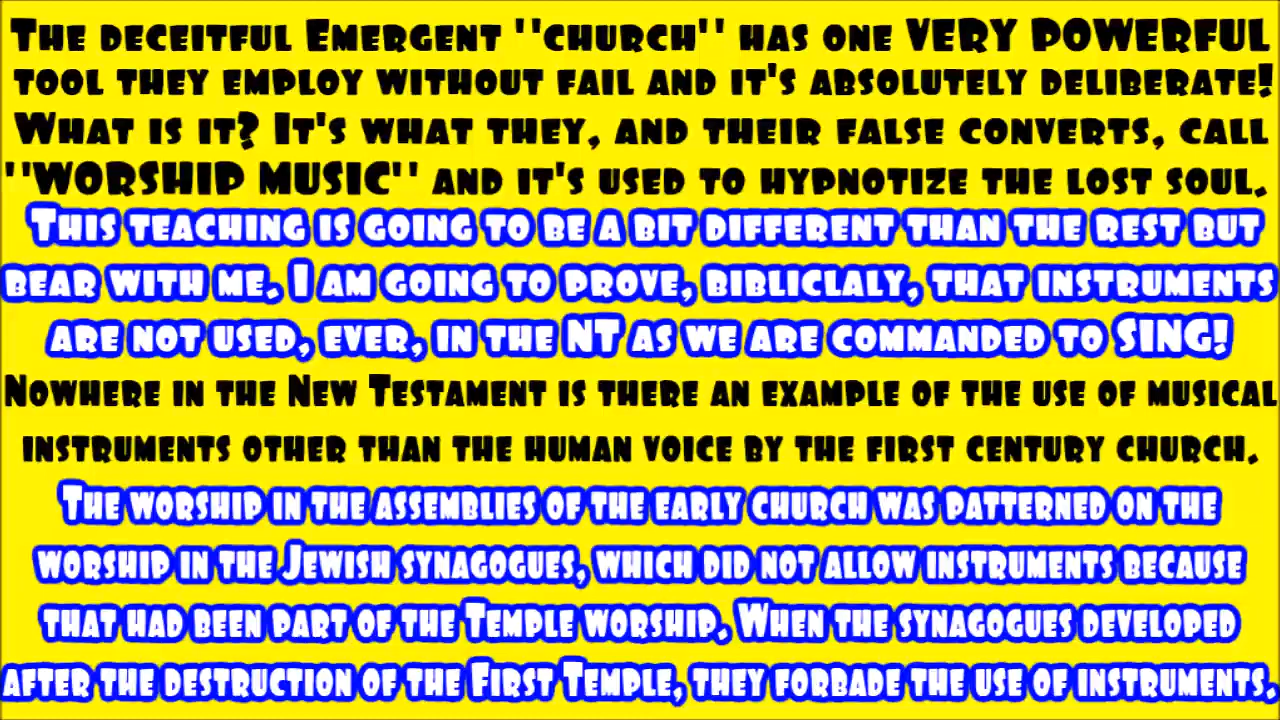 The deceitful Emergent "church" has one VERY POWERFUL
tool they employ without fail and it's absolutely deliberate!
What is it? It's what they, and their false converts, call
"WORSHIP MUSIC" and it's used to hypnotize the lost soul.
This teaching is going to be a bit different than the rest but
bear with me. I am going to prove, bibliclaly, that instruments
are not used, ever, in the NT as we are commanded to SING!
Nowhere in the New Testament is there an example of the use of musical
instruments other than the human voice by the first century church.
The worship in the assemblies of the early church was patterned on the
worship in the Jewish synagogues, which did not allow instruments because
that had been part of the Temple worship. When the synagogues developed
after the destruction of the First Temple, they forbade the use of instruments.